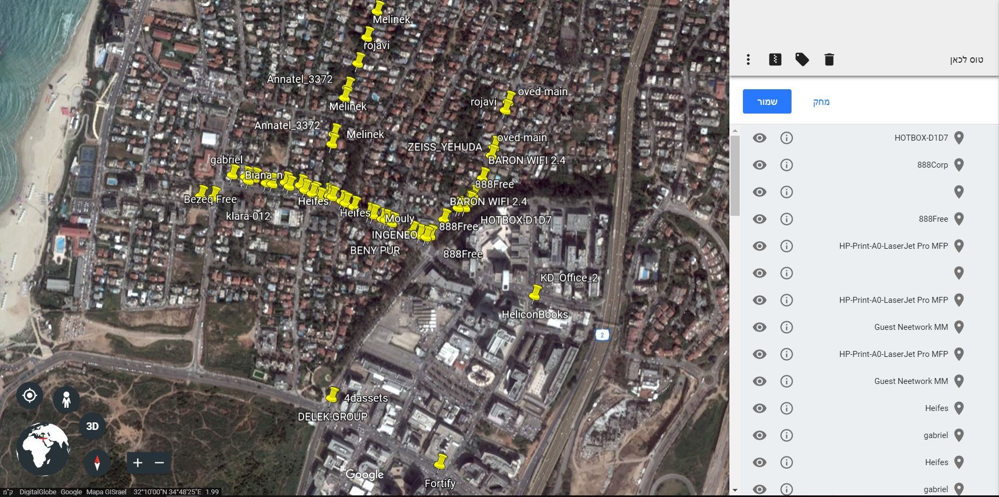 Melinek
rojavi
Annatel_3372
Melinek
Annatel_3372
Melinek
oved-main
rojavi
oved-main
ZEISS_YEHUDA
BARON WIFI 2.4
gabriel
Biana_n
888Free
Bezeq Free
Heifes
BARON WIFI 2.4
klara-012
Heifes
Mouly
HOTBOX-D1D7
888Free
INGENEO
BENY PUR
888Free
KD_Office_2
HeliconBooks
2
4dassets
DELEK-GROUP
Fortify
Google
3D
ק"מ DigitalGlobe Google Mapa GISrael 32°10'00"N 34°48'25"E 1.99
טוס לכאן
שמור
מחק
HOTBOX-D1D7
888Corp
888Free
HP-Print-A0-LaserJet Pro MFP
HP-Print-A0-LaserJet Pro MFP
Guest Neetwork MM
HP-Print-A0-LaserJet Pro MFP
Guest Neetwork MM
Heifes
gabriel
Heifes
gabriel